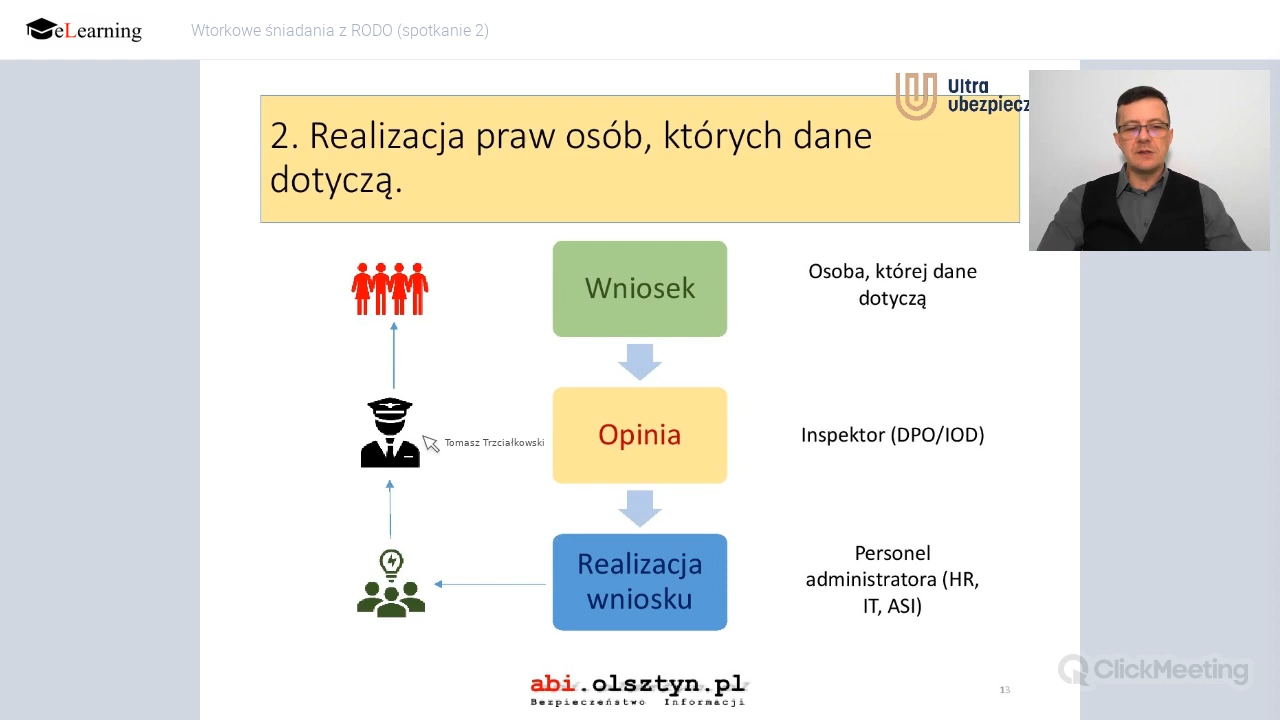 eLearning
Wtorkowe śniadania z RODO (spotkanie 2)
Ultra
ubezpiecz
2. Realizacja praw osób, których dane
dotyczą.
Wniosek
Osoba, której dane
dotyczą
Tomasz Trzciałkowski
Opinia
Inspektor (DPO/IOD)
Realizacja
wniosku
Personel
administratora (HR,
IT, ASI)
abi.olsztyn.pl
Bezpieczeństwo Informacji
13
ClickMeeting